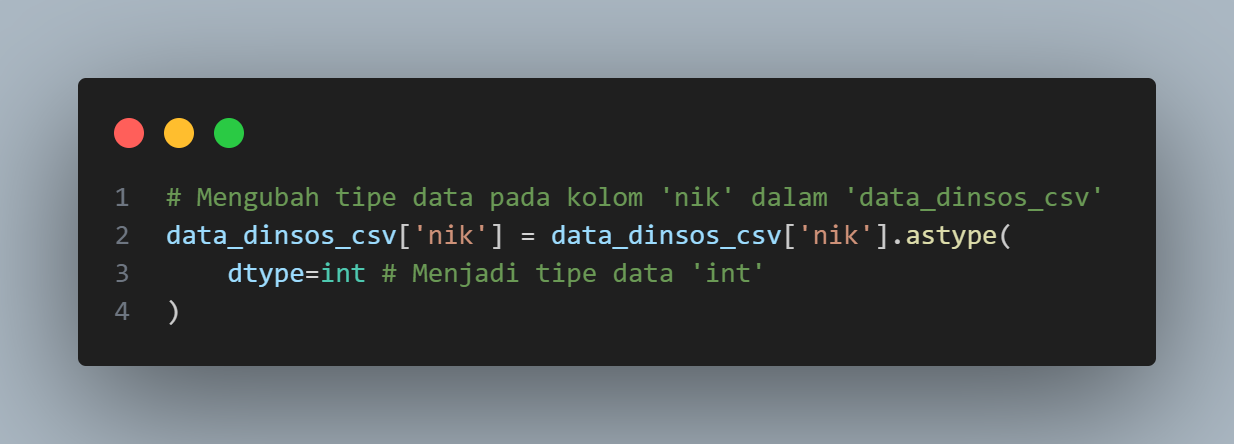 1 # Mengubah tipe data pada kolom 'nik' dalam 'data_dinsos_csv'
2 data_dinsos_csv['nik'] = data_dinsos_csv['nik'].astype(
3     dtype=int # Menjadi tipe data 'int'
4 )